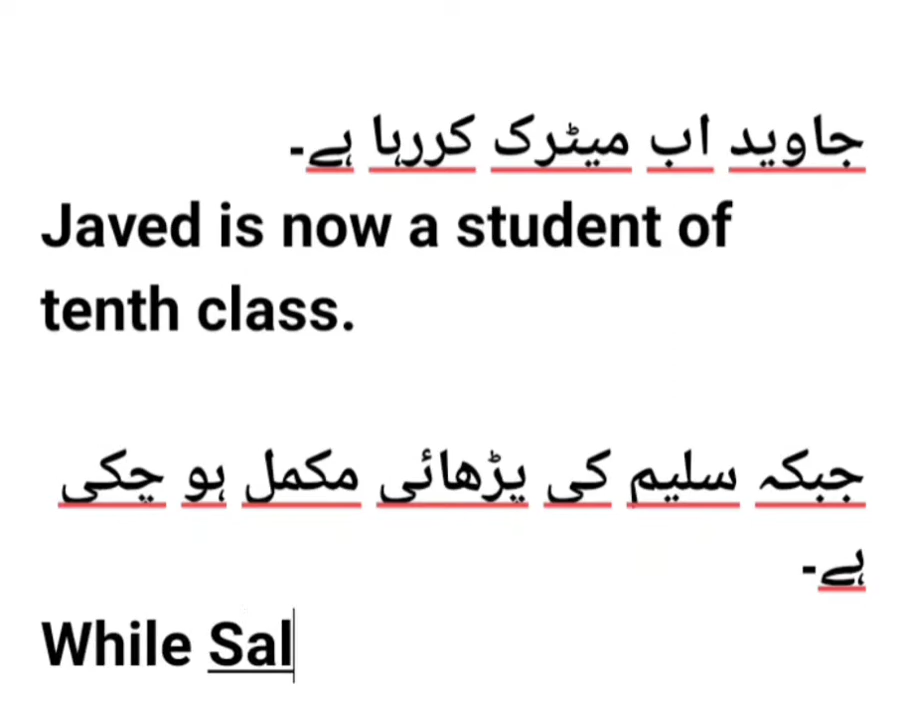 جاوید اب میٹرک کررہا ہے۔
Javed is now a student of
tenth class.
جبکہ سلیم کی پڑھائی مکمل ہو چکی
ہے۔
While Sal